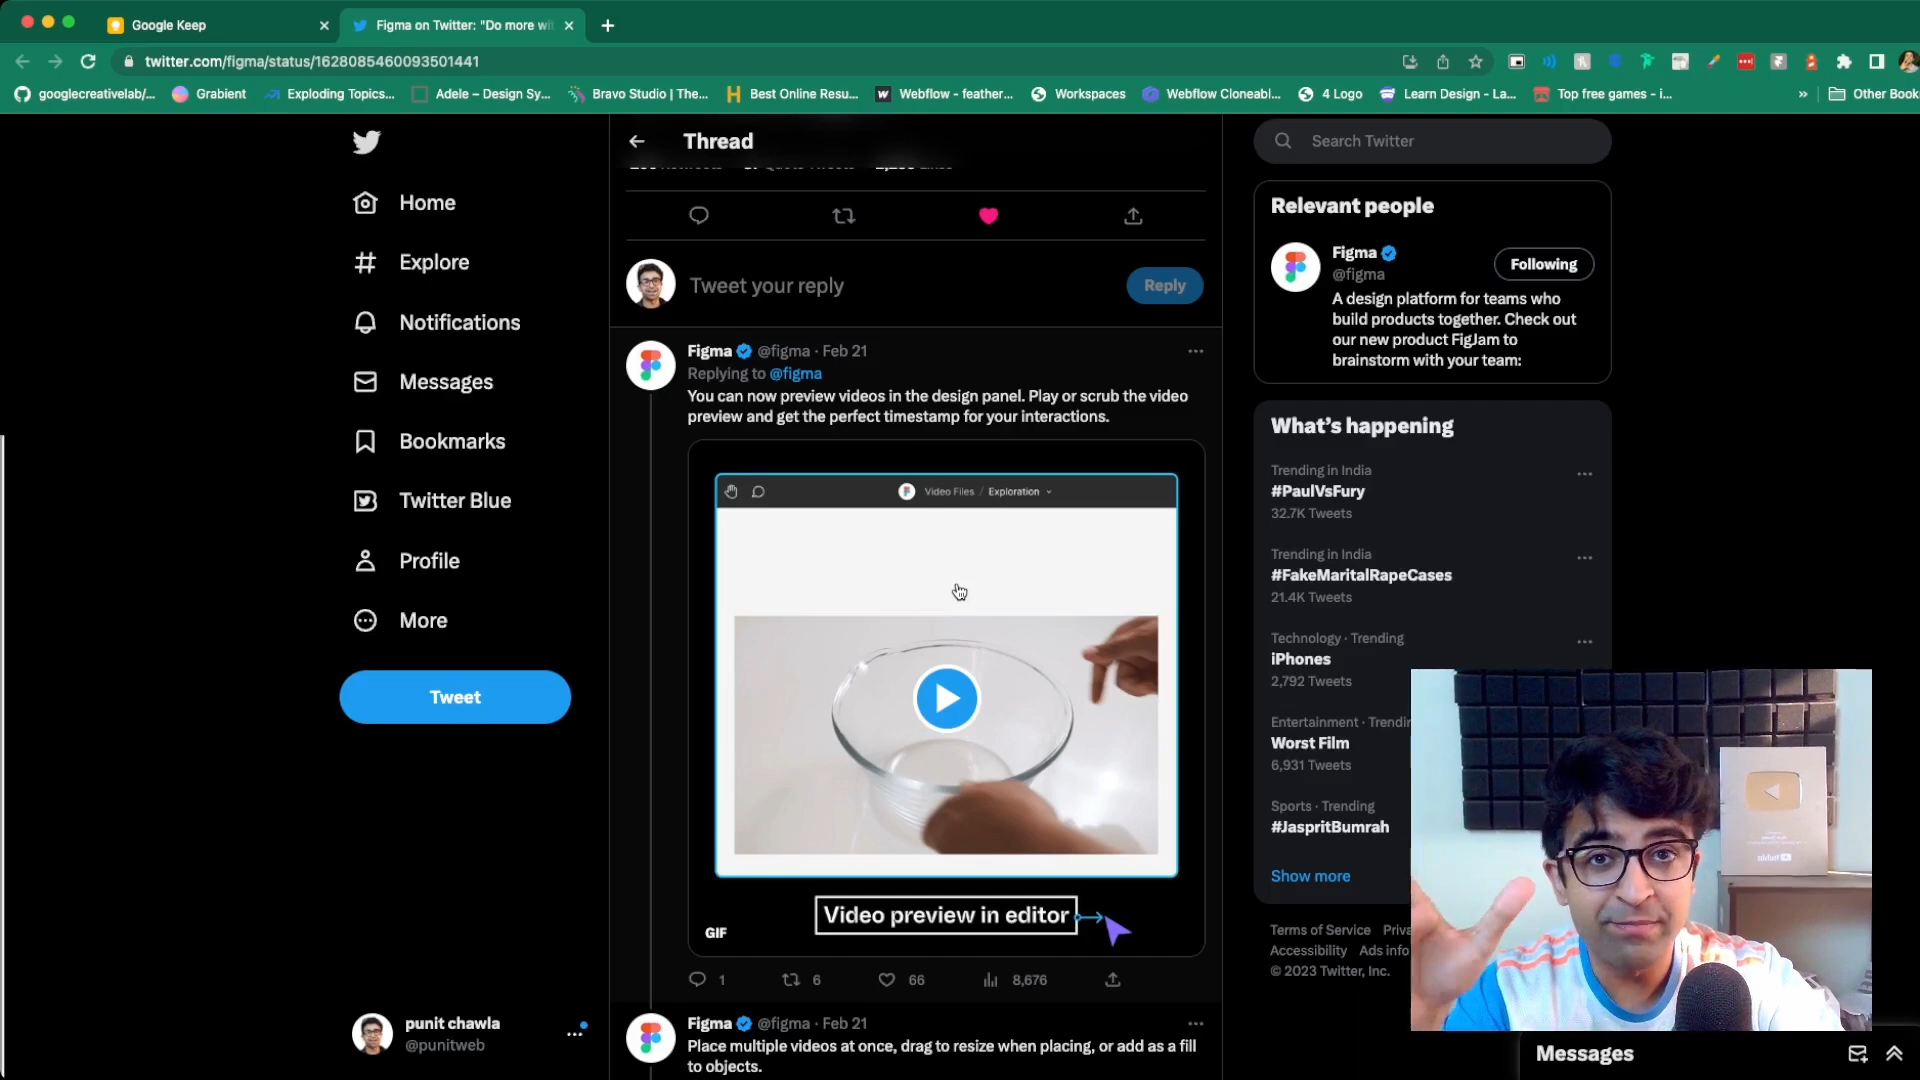 Google Keep
Figma on Twitter: "Do more wi
twitter.com/figma/status/1628085460093501441
googlecreativelab/...
Grabient
Exploding Topics...
Adele – Design Sy...
Bravo Studio | The...
Best Online Resu...
Webflow - feather...
Workspaces
Webflow Cloneabl...
4 Logo
Learn Design - La...
Top free games - i...
»
Other Book
Home
Explore
Notifications
Messages
Bookmarks
Twitter Blue
Profile
More
Tweet
punit chawla
@punitweb
Thread
Tweet your reply
Reply
Figma @figma · Feb 21
Replying to @figma
You can now preview videos in the design panel. Play or scrub the video
preview and get the perfect timestamp for your interactions.
Video Files / Exploration
Video preview in editor
GIF
1 6 66 8,676
Figma @figma · Feb 21
Place multiple videos at once, drag to resize when placing, or add as a fill
to objects.
Search Twitter
Relevant people
Figma
@figma
Following
A design platform for teams who
build products together. Check out
our new product FigJam to
brainstorm with your team:
What's happening
Trending in India
#PaulVsFury
32.7K Tweets
Trending in India
#FakeMaritalRapeCases
21.4K Tweets
Technology · Trending
iPhones
2,792 Tweets
Entertainment · Trendin
Worst Film
6,931 Tweets
Sports · Trending
#JaspritBumrah
Show more
Terms of Service Priva
Accessibility Ads info
© 2023 Twitter, Inc.
Messages